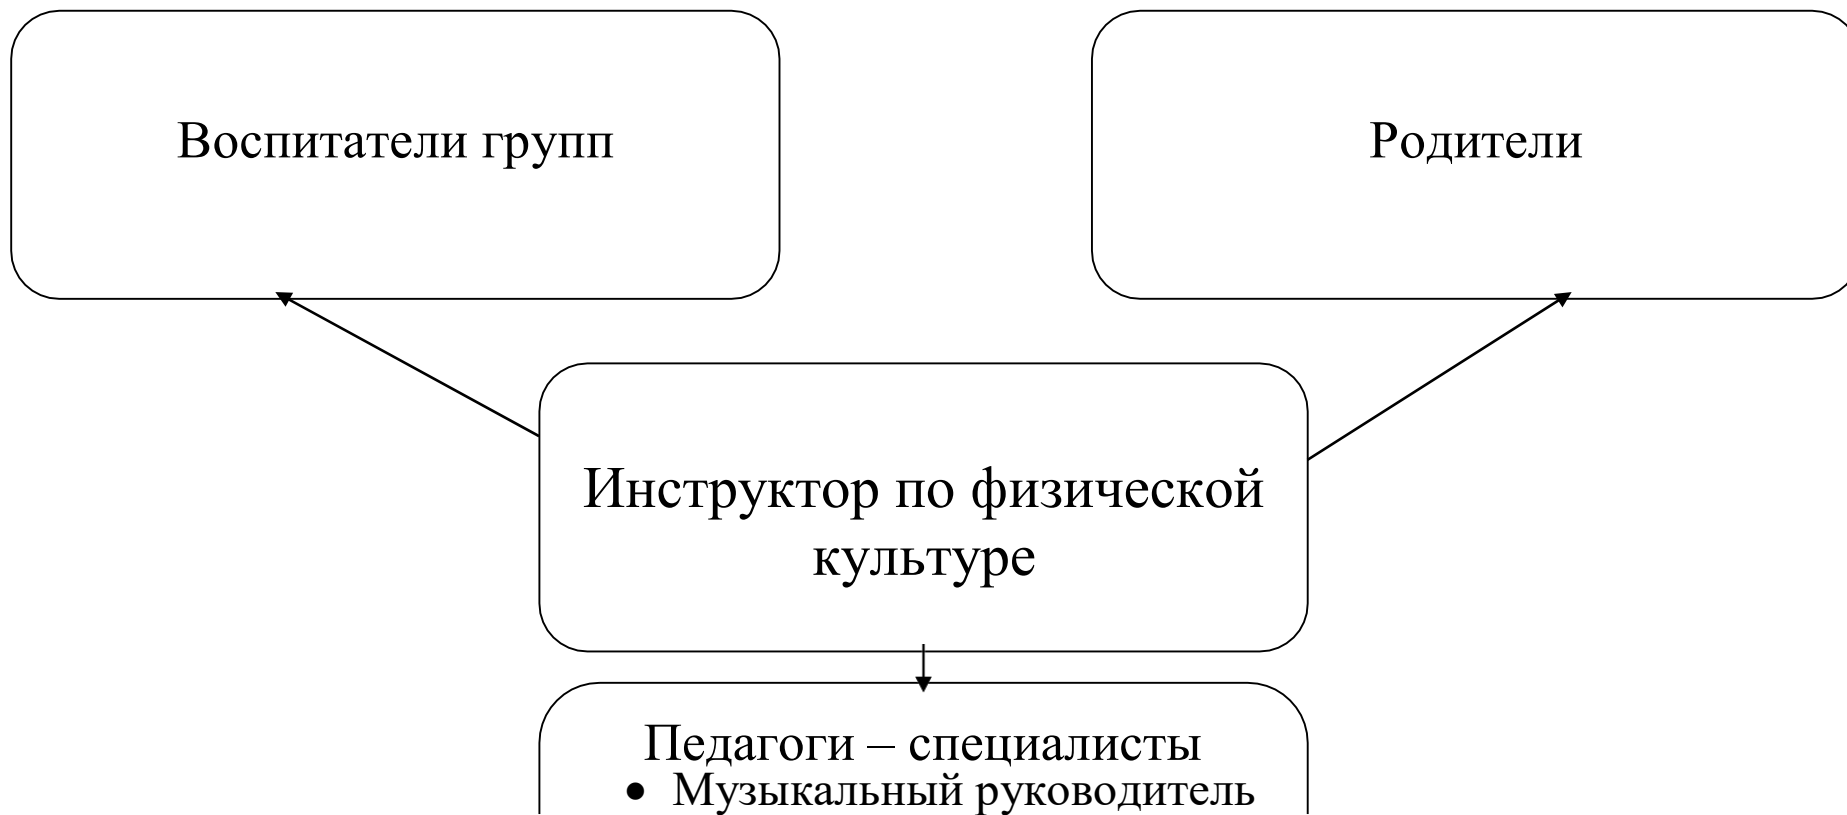 Воспитатели групп
Родители
Инструктор по физической
культуре
Педагоги – специалисты
• Музыкальный руководитель